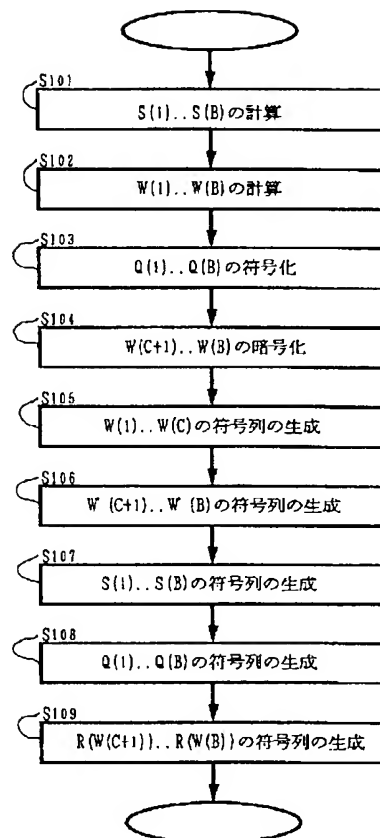 S101
S(1)..S(B)の計算
S102
W(1)..W(B)の計算
S103
Q(1)..Q(B)の符号化
S104
W(C+1)..W(B)の暗号化
S105
W(1)..W(C)の符号列の生成
S106
W'(C+1)..W'(B)の符号列の生成
S107
S(1)..S(B)の符号列の生成
S108
Q(1)..Q(B)の符号列の生成
S109
R(W(C+1))..R(W(B))の符号列の生成